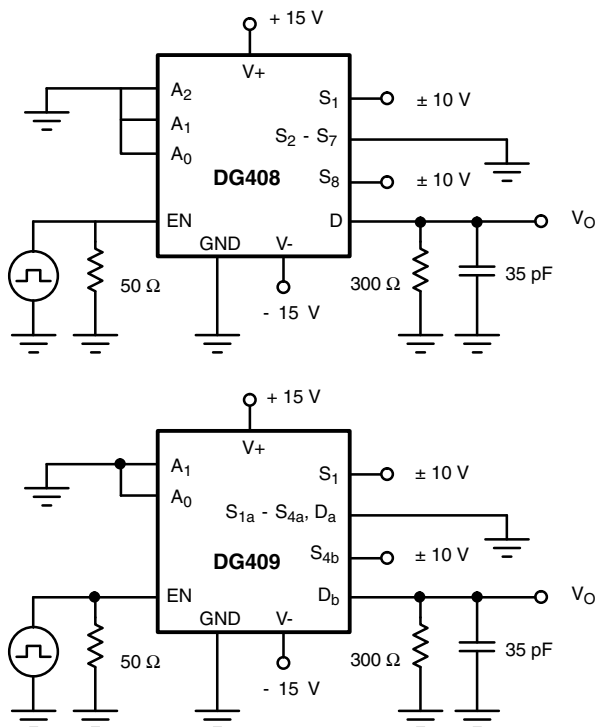 + 15 V
V+
A2
A1
A0
S1
± 10 V
S2 - S7
DG408
S8
± 10 V
EN
D
VO
GND
V-
50 Ω
- 15 V
300 Ω
35 pF
+ 15 V
V+
A1
A0
S1
± 10 V
S1a - S4a, Da
DG409
S4b
± 10 V
EN
Db
VO
GND
V-
50 Ω
- 15 V
300 Ω
35 pF